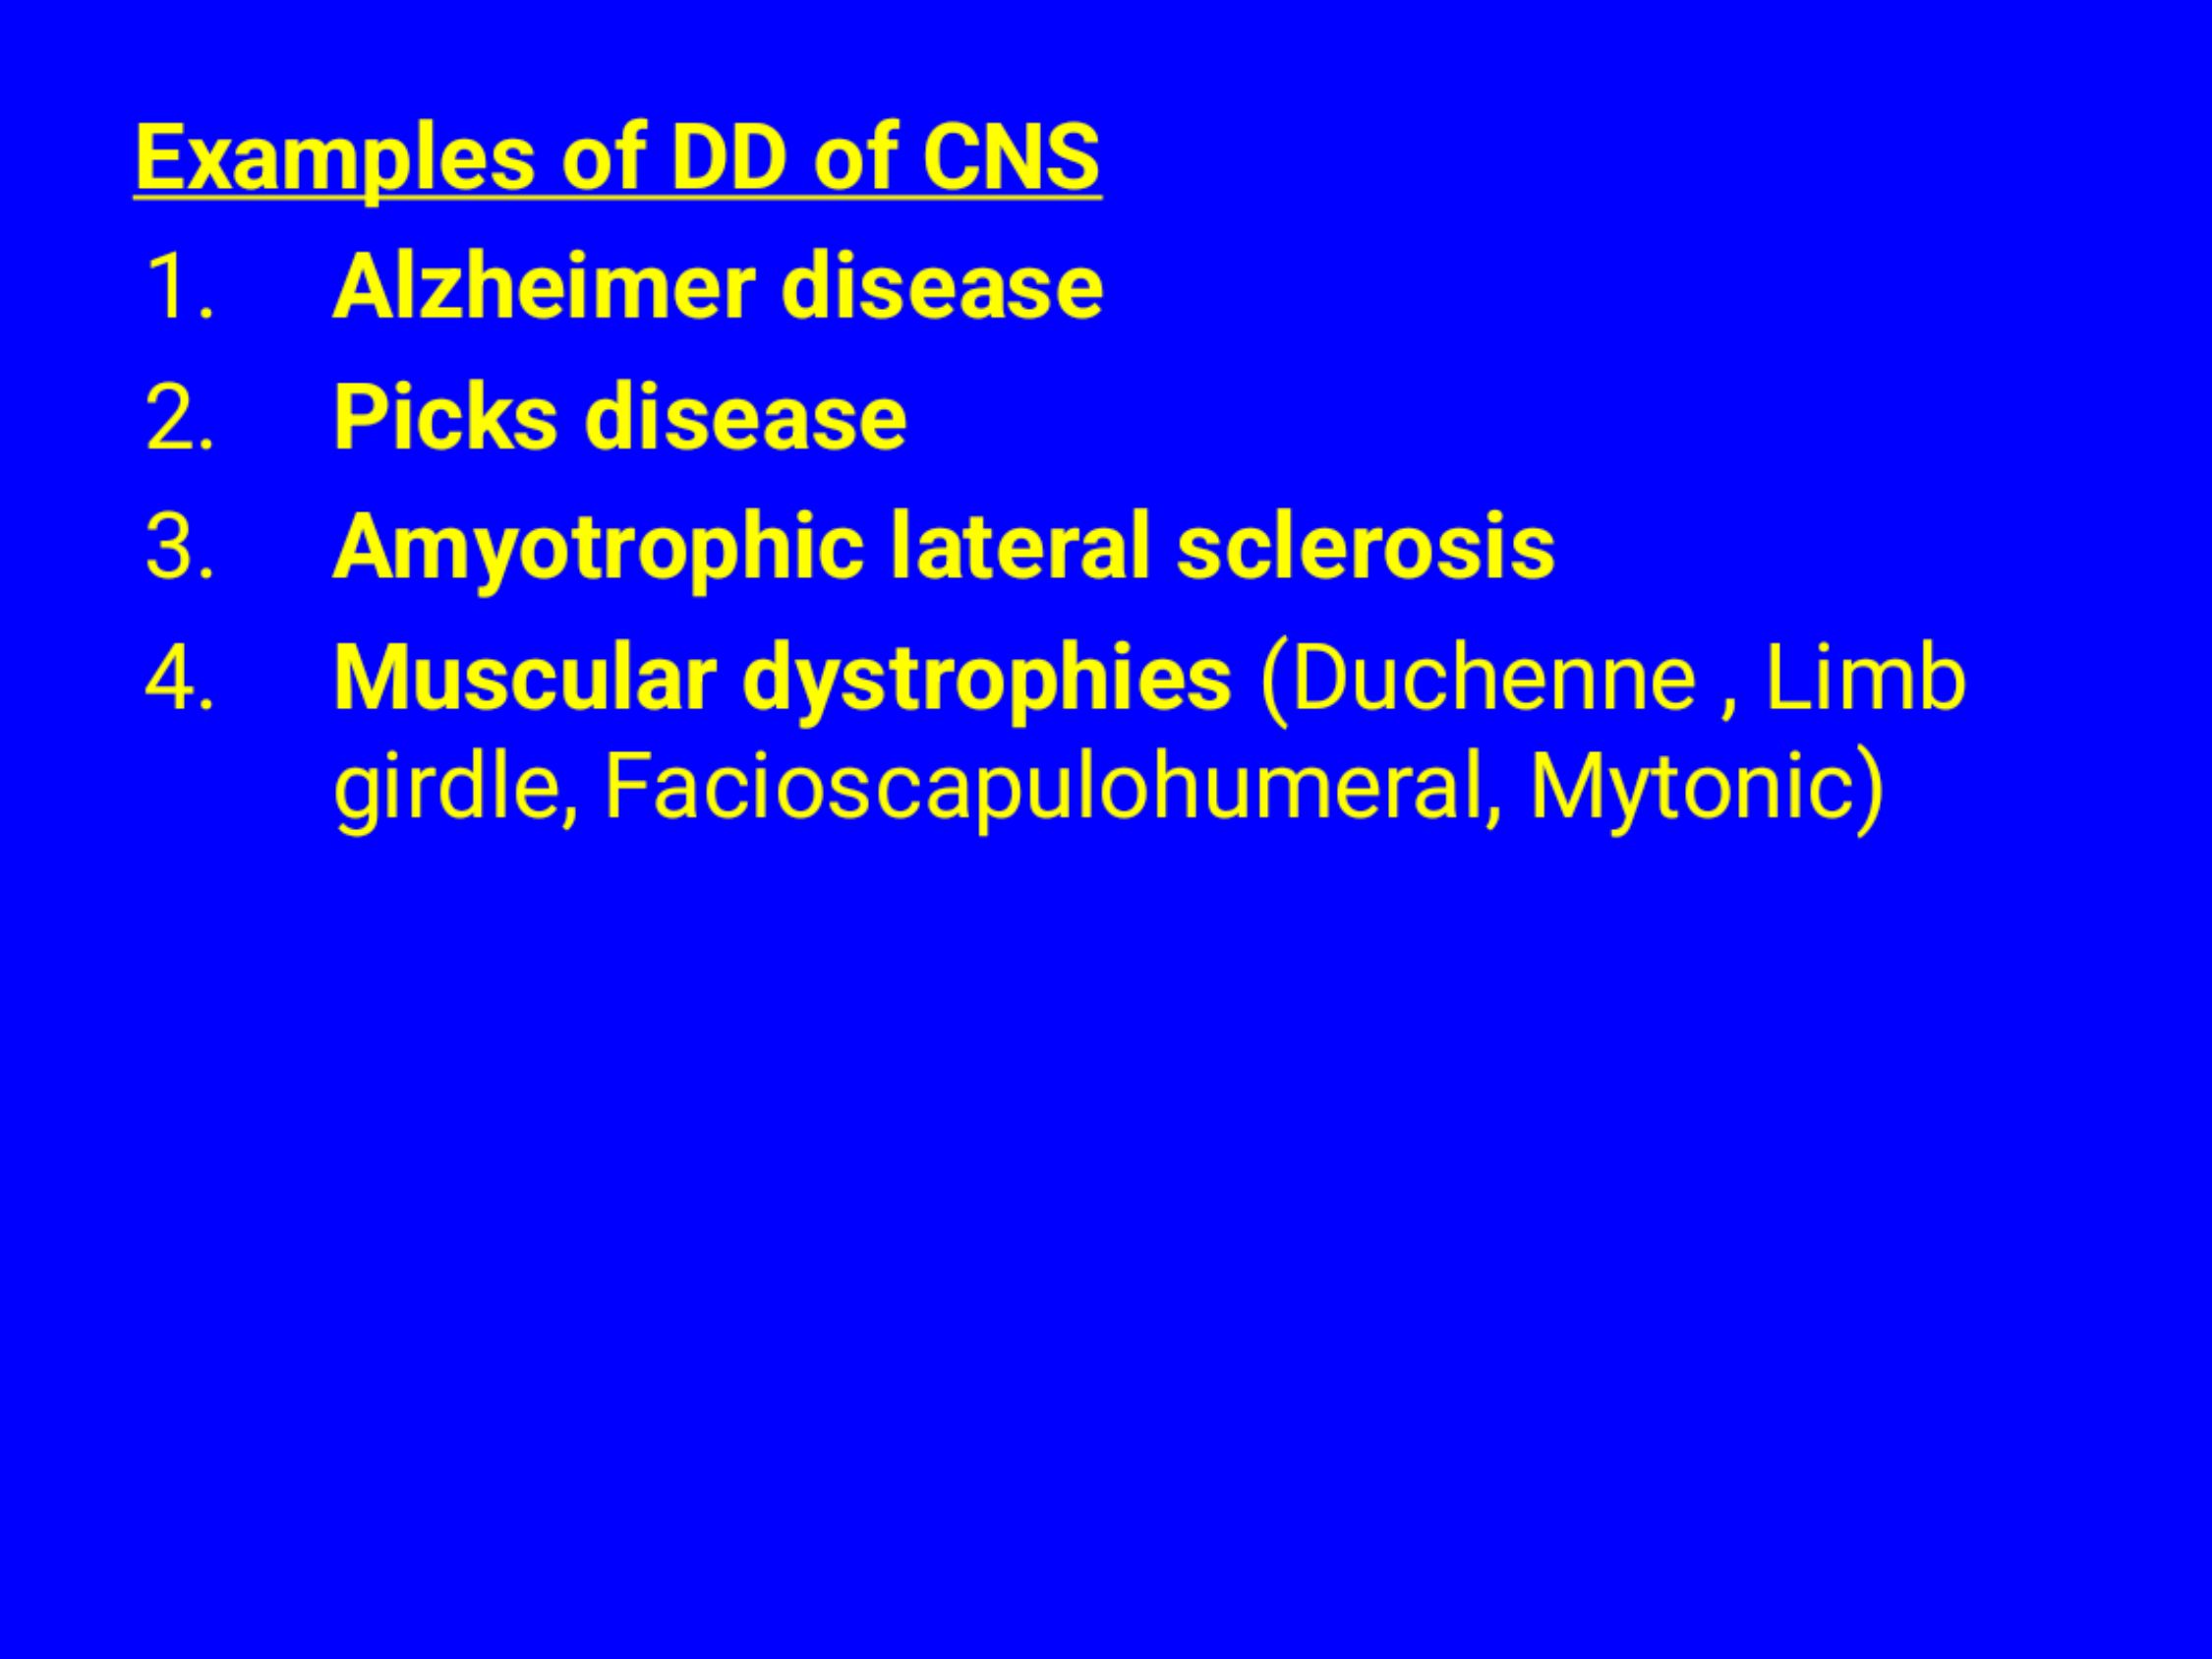 Examples of DD of CNS
1. Alzheimer disease
2. Picks disease
3. Amyotrophic lateral sclerosis
4. Muscular dystrophies (Duchenne , Limb
girdle, Facioscapulohumeral, Mytonic)